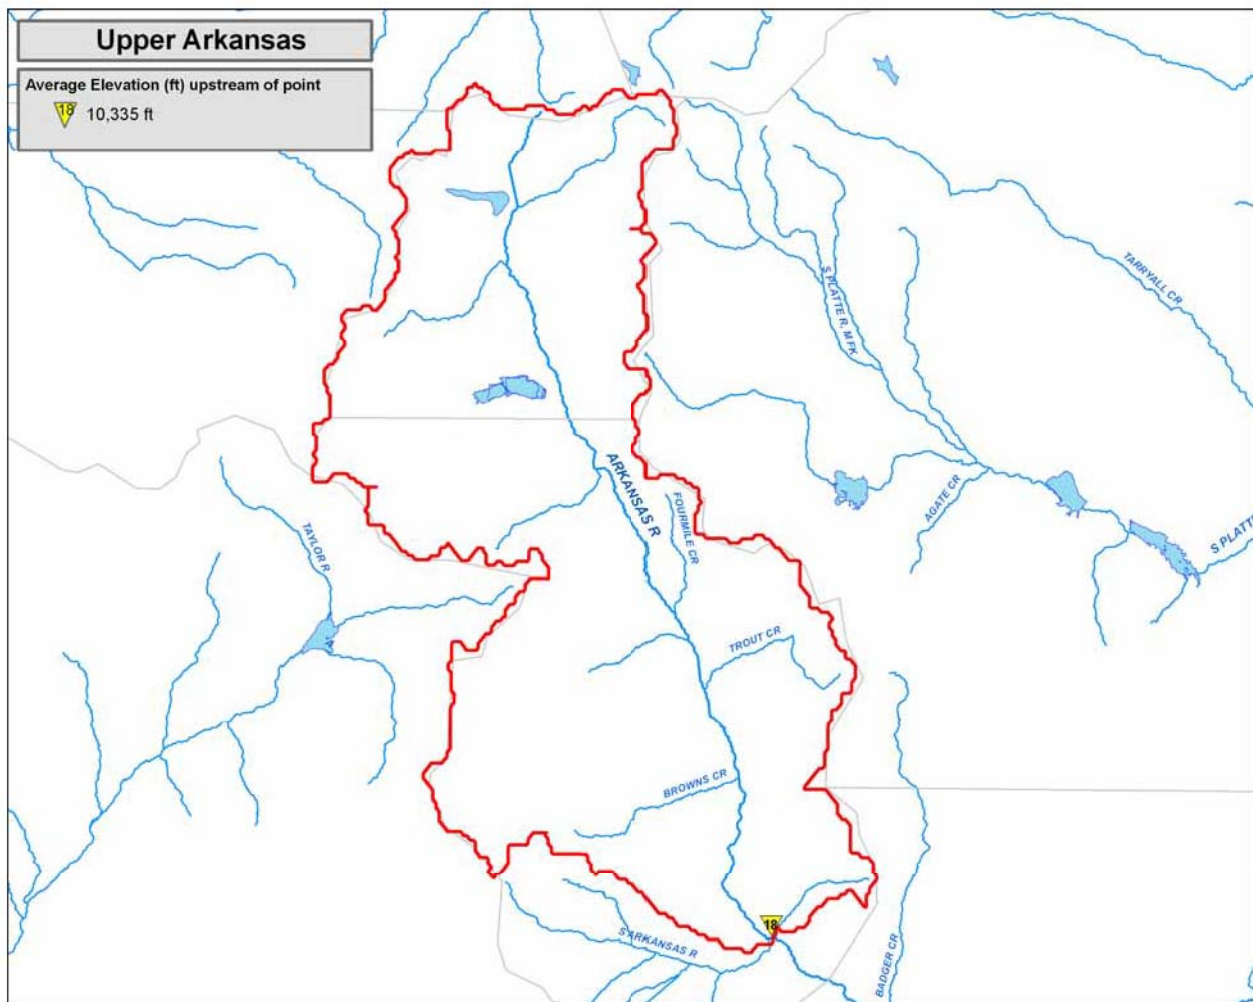 Upper Arkansas
Average Elevation (ft) upstream of point
18 10,335 ft
TARRYALL CR
S PLATTE R, M FK
ARKANSAS R
FOURMILE CR
AGATE CR
S PLATT
TAYLOR R
TROUT CR
BROWNS CR
18
S ARKANSAS R
BADGER CR